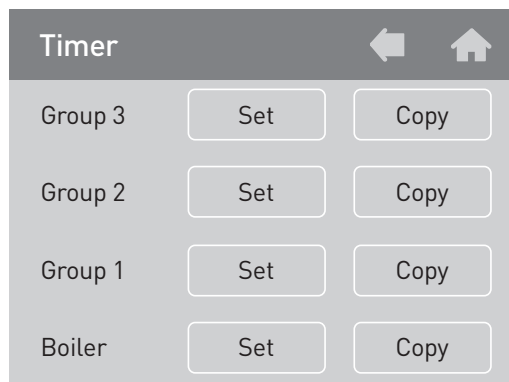 Timer
Group 3 Set Copy
Group 2 Set Copy
Group 1 Set Copy
Boiler Set Copy